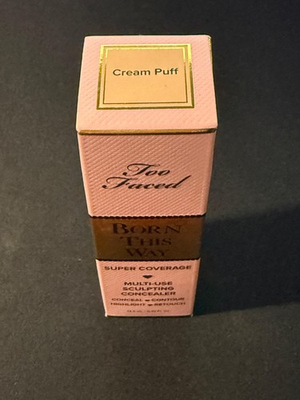 Cream Puff
Too
Faced
BORN
THIS
WAY
SUPER COVERAGE
MULTI-USE
SCULPTING
CONCEALER
CONCEAL CONTOUR
HIGHLIGHT RETOUCH